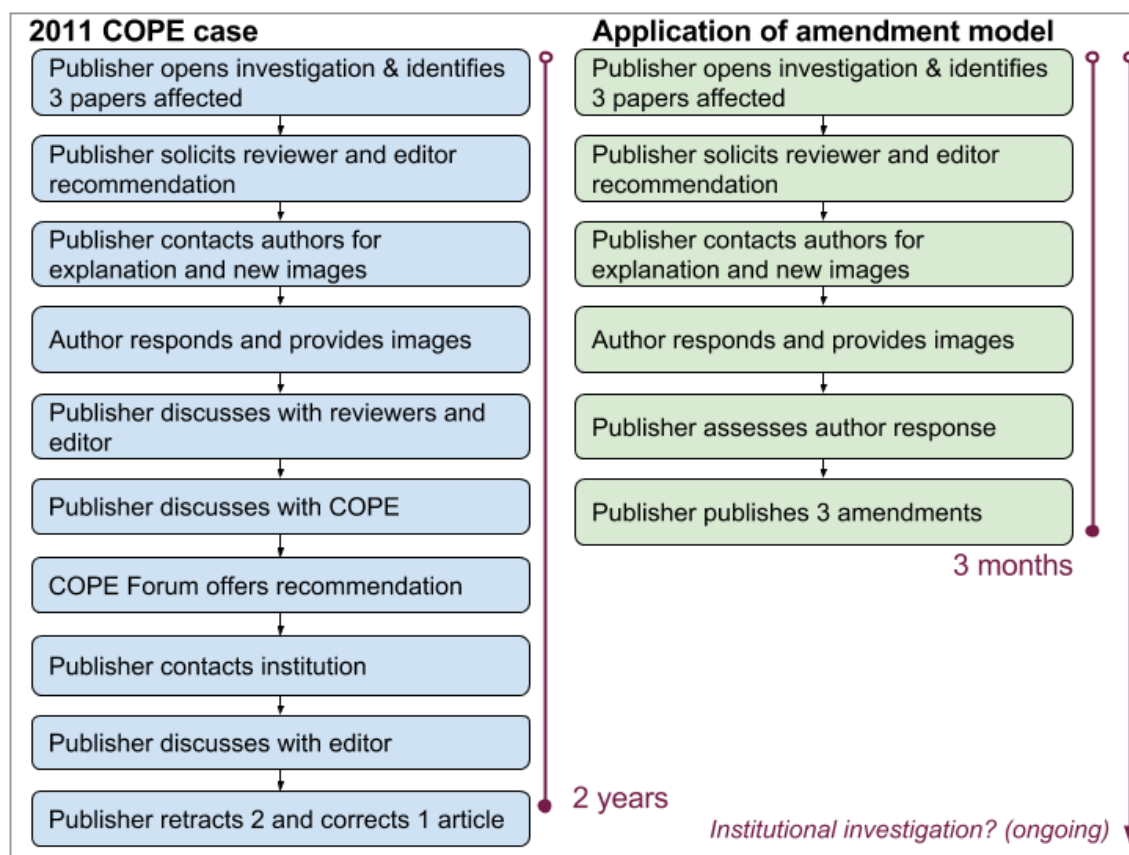 2011 COPE case
Publisher opens investigation & identifies
3 papers affected
Publisher solicits reviewer and editor
recommendation
Publisher contacts authors for
explanation and new images
Author responds and provides images
Publisher discusses with reviewers and
editor
Publisher discusses with COPE
COPE Forum offers recommendation
Publisher contacts institution
Publisher discusses with editor
Publisher retracts 2 and corrects 1 article
2 years
Application of amendment model
Publisher opens investigation & identifies
3 papers affected
Publisher solicits reviewer and editor
recommendation
Publisher contacts authors for
explanation and new images
Author responds and provides images
Publisher assesses author response
Publisher publishes 3 amendments
3 months
Institutional investigation? (ongoing)